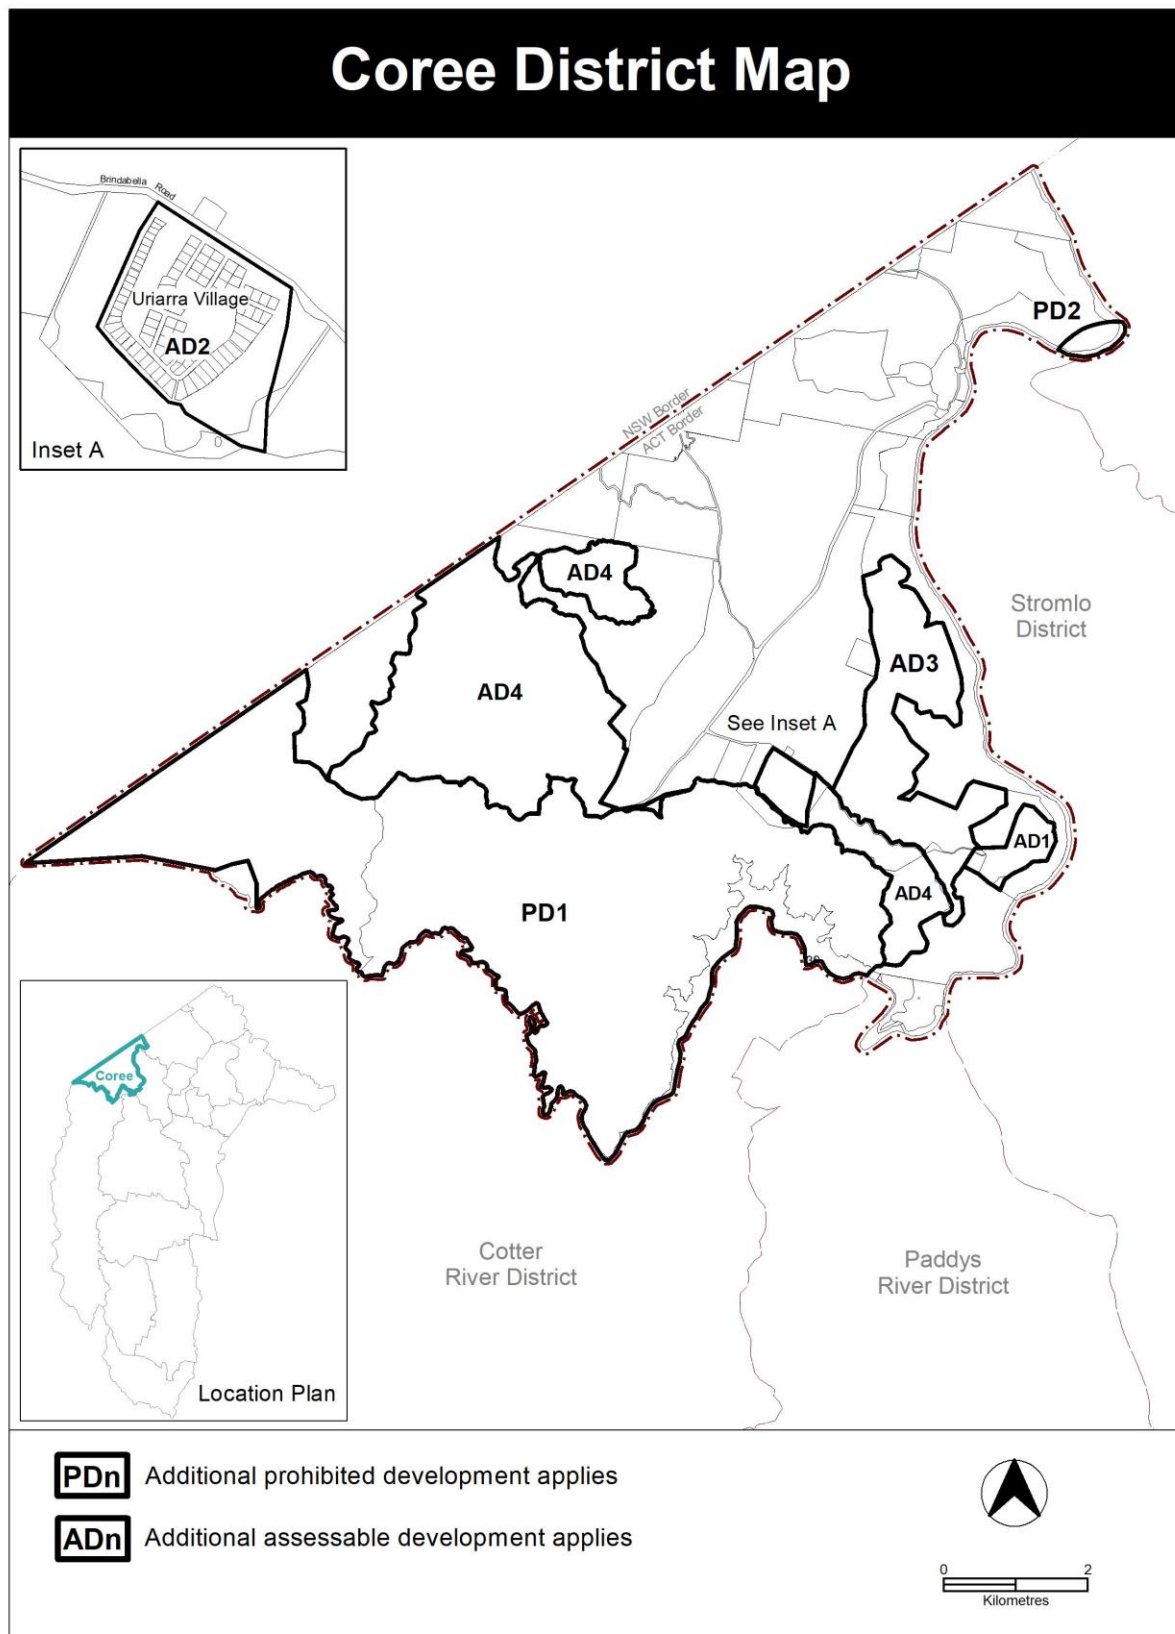 Coree District Map
Brindabella Road
Uriarra Village
AD2
Inset A
PD2
NSW Border
ACT Border
AD4
Stromlo
District
AD3
AD4
See Inset A
AD1
AD4
PD1
Coree
Location Plan
Cotter
River District
Paddys
River District
PDn Additional prohibited development applies
ADn Additional assessable development applies
0 2
Kilometres